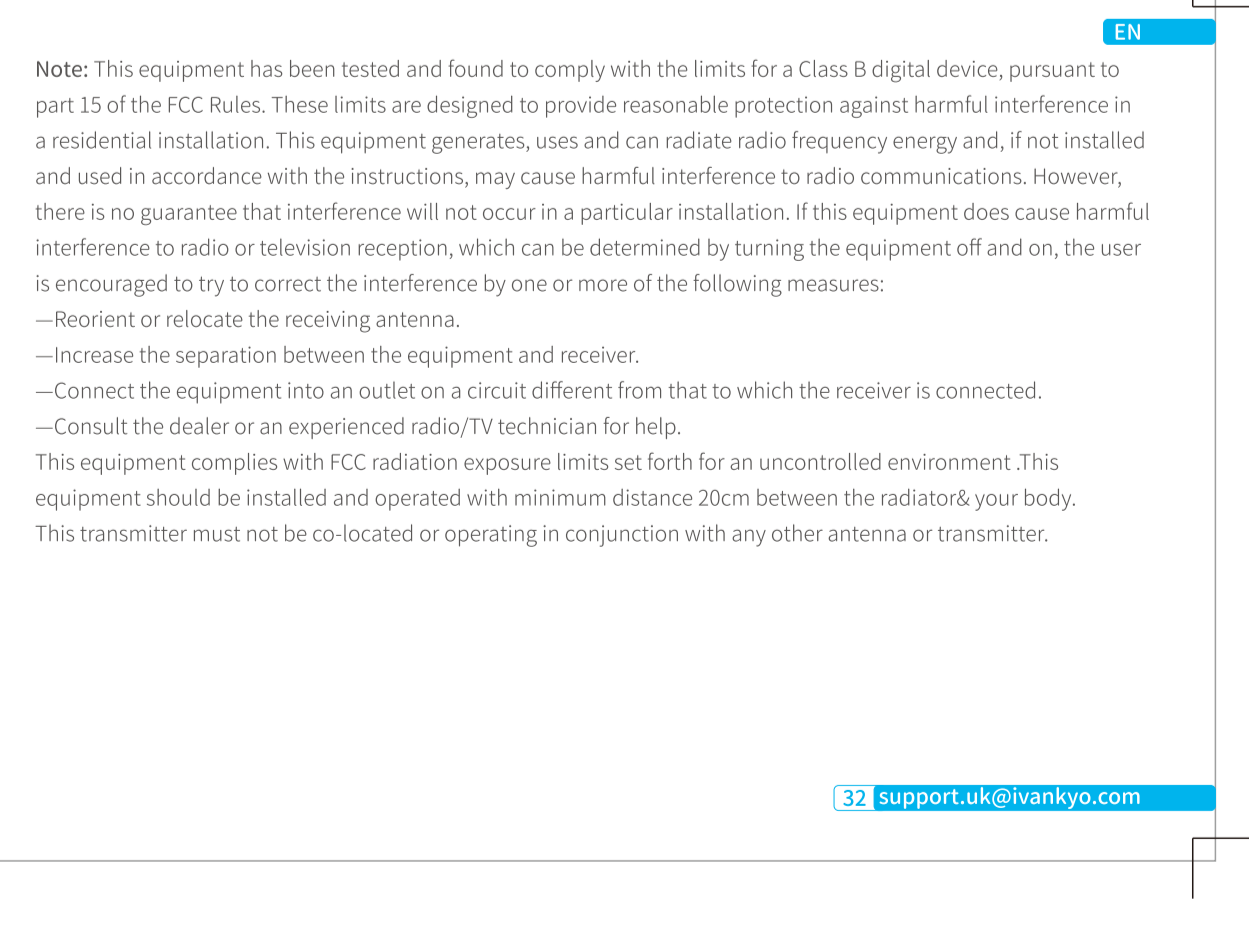 EN
Note: This equipment has been tested and found to comply with the limits for a Class B digital device, pursuant to
part 15 of the FCC Rules. These limits are designed to provide reasonable protection against harmful interference in
a residential installation. This equipment generates, uses and can radiate radio frequency energy and, if not installed
and used in accordance with the instructions, may cause harmful interference to radio communications. However,
there is no guarantee that interference will not occur in a particular installation. If this equipment does cause harmful
interference to radio or television reception, which can be determined by turning the equipment off and on, the user
is encouraged to try to correct the interference by one or more of the following measures:
—Reorient or relocate the receiving antenna.
—Increase the separation between the equipment and receiver.
—Connect the equipment into an outlet on a circuit different from that to which the receiver is connected.
—Consult the dealer or an experienced radio/TV technician for help.
This equipment complies with FCC radiation exposure limits set forth for an uncontrolled environment .This
equipment should be installed and operated with minimum distance 20cm between the radiator& your body.
This transmitter must not be co-located or operating in conjunction with any other antenna or transmitter.
32 support.uk@ivankyo.com